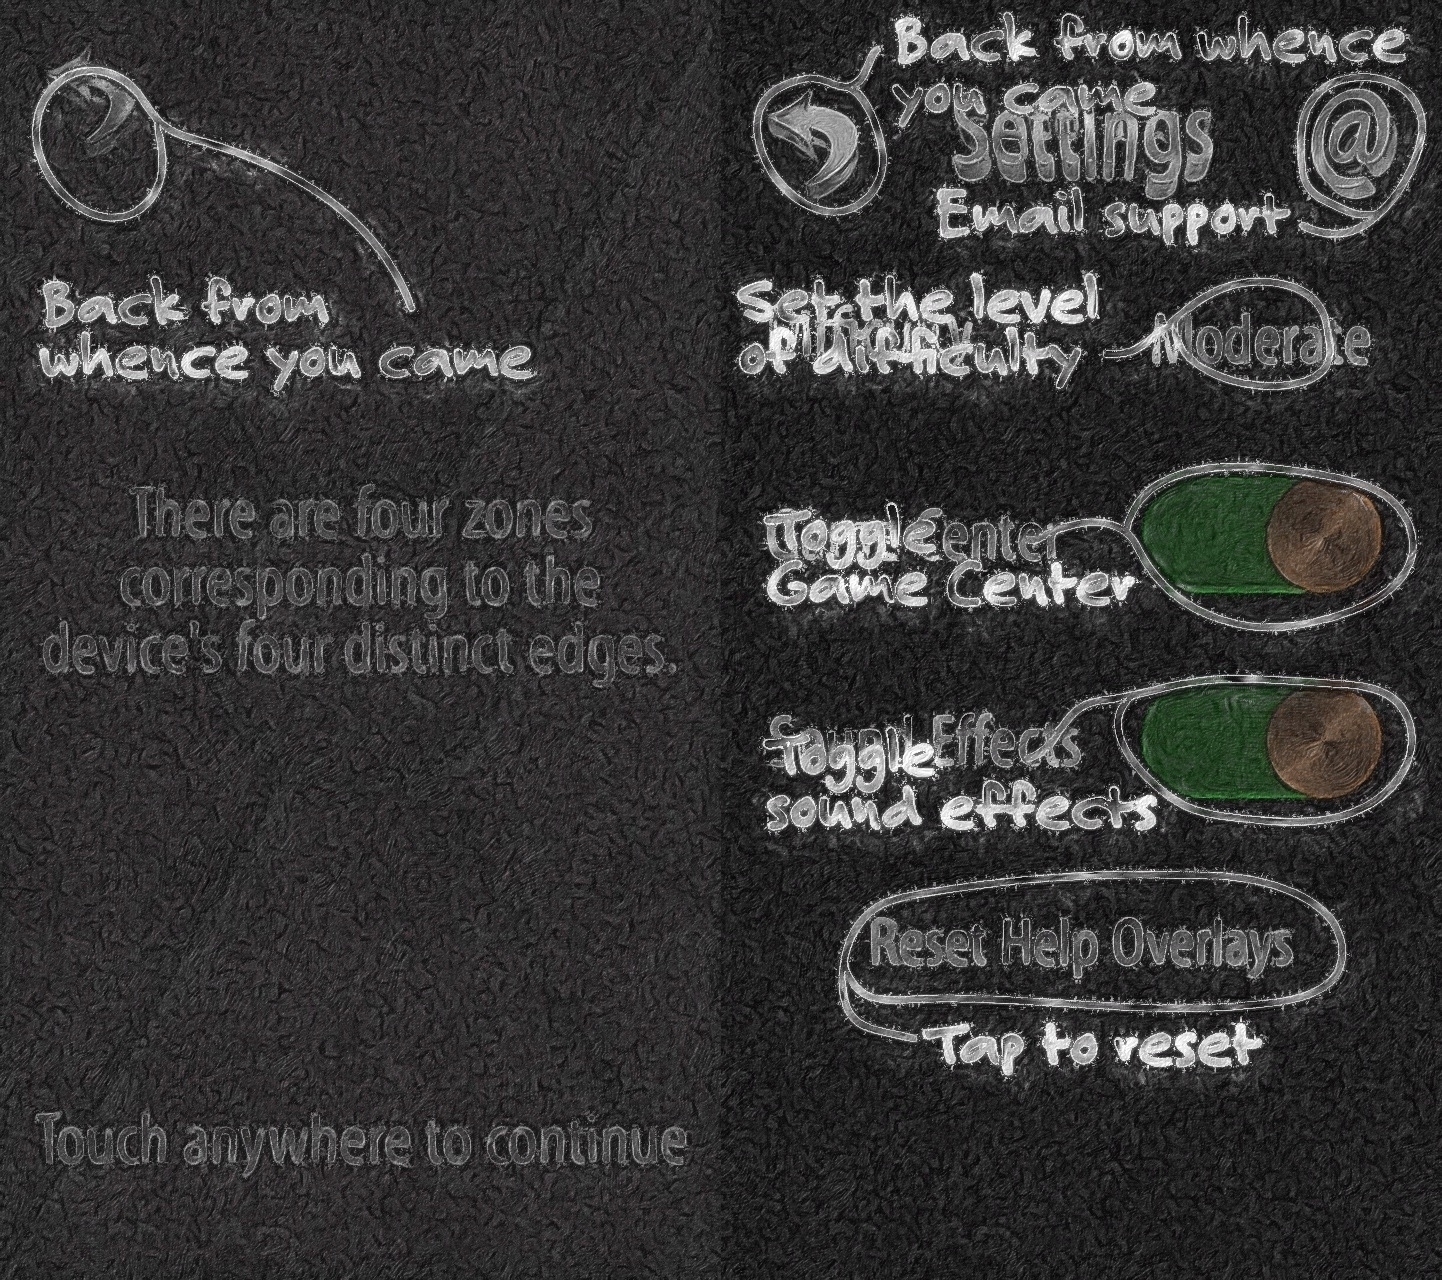 Back from
whence you came
There are four zones
corresponding to the
device's four distinct edges.
Touch anywhere to continue
Back from whence
you came
Settings
@
Email support
Set the level
of difficulty
Difficulty
Moderate
Toggle
Center
Game Center
Sound Effects
Toggle
sound effects
Reset Help Overlays
Tap to reset